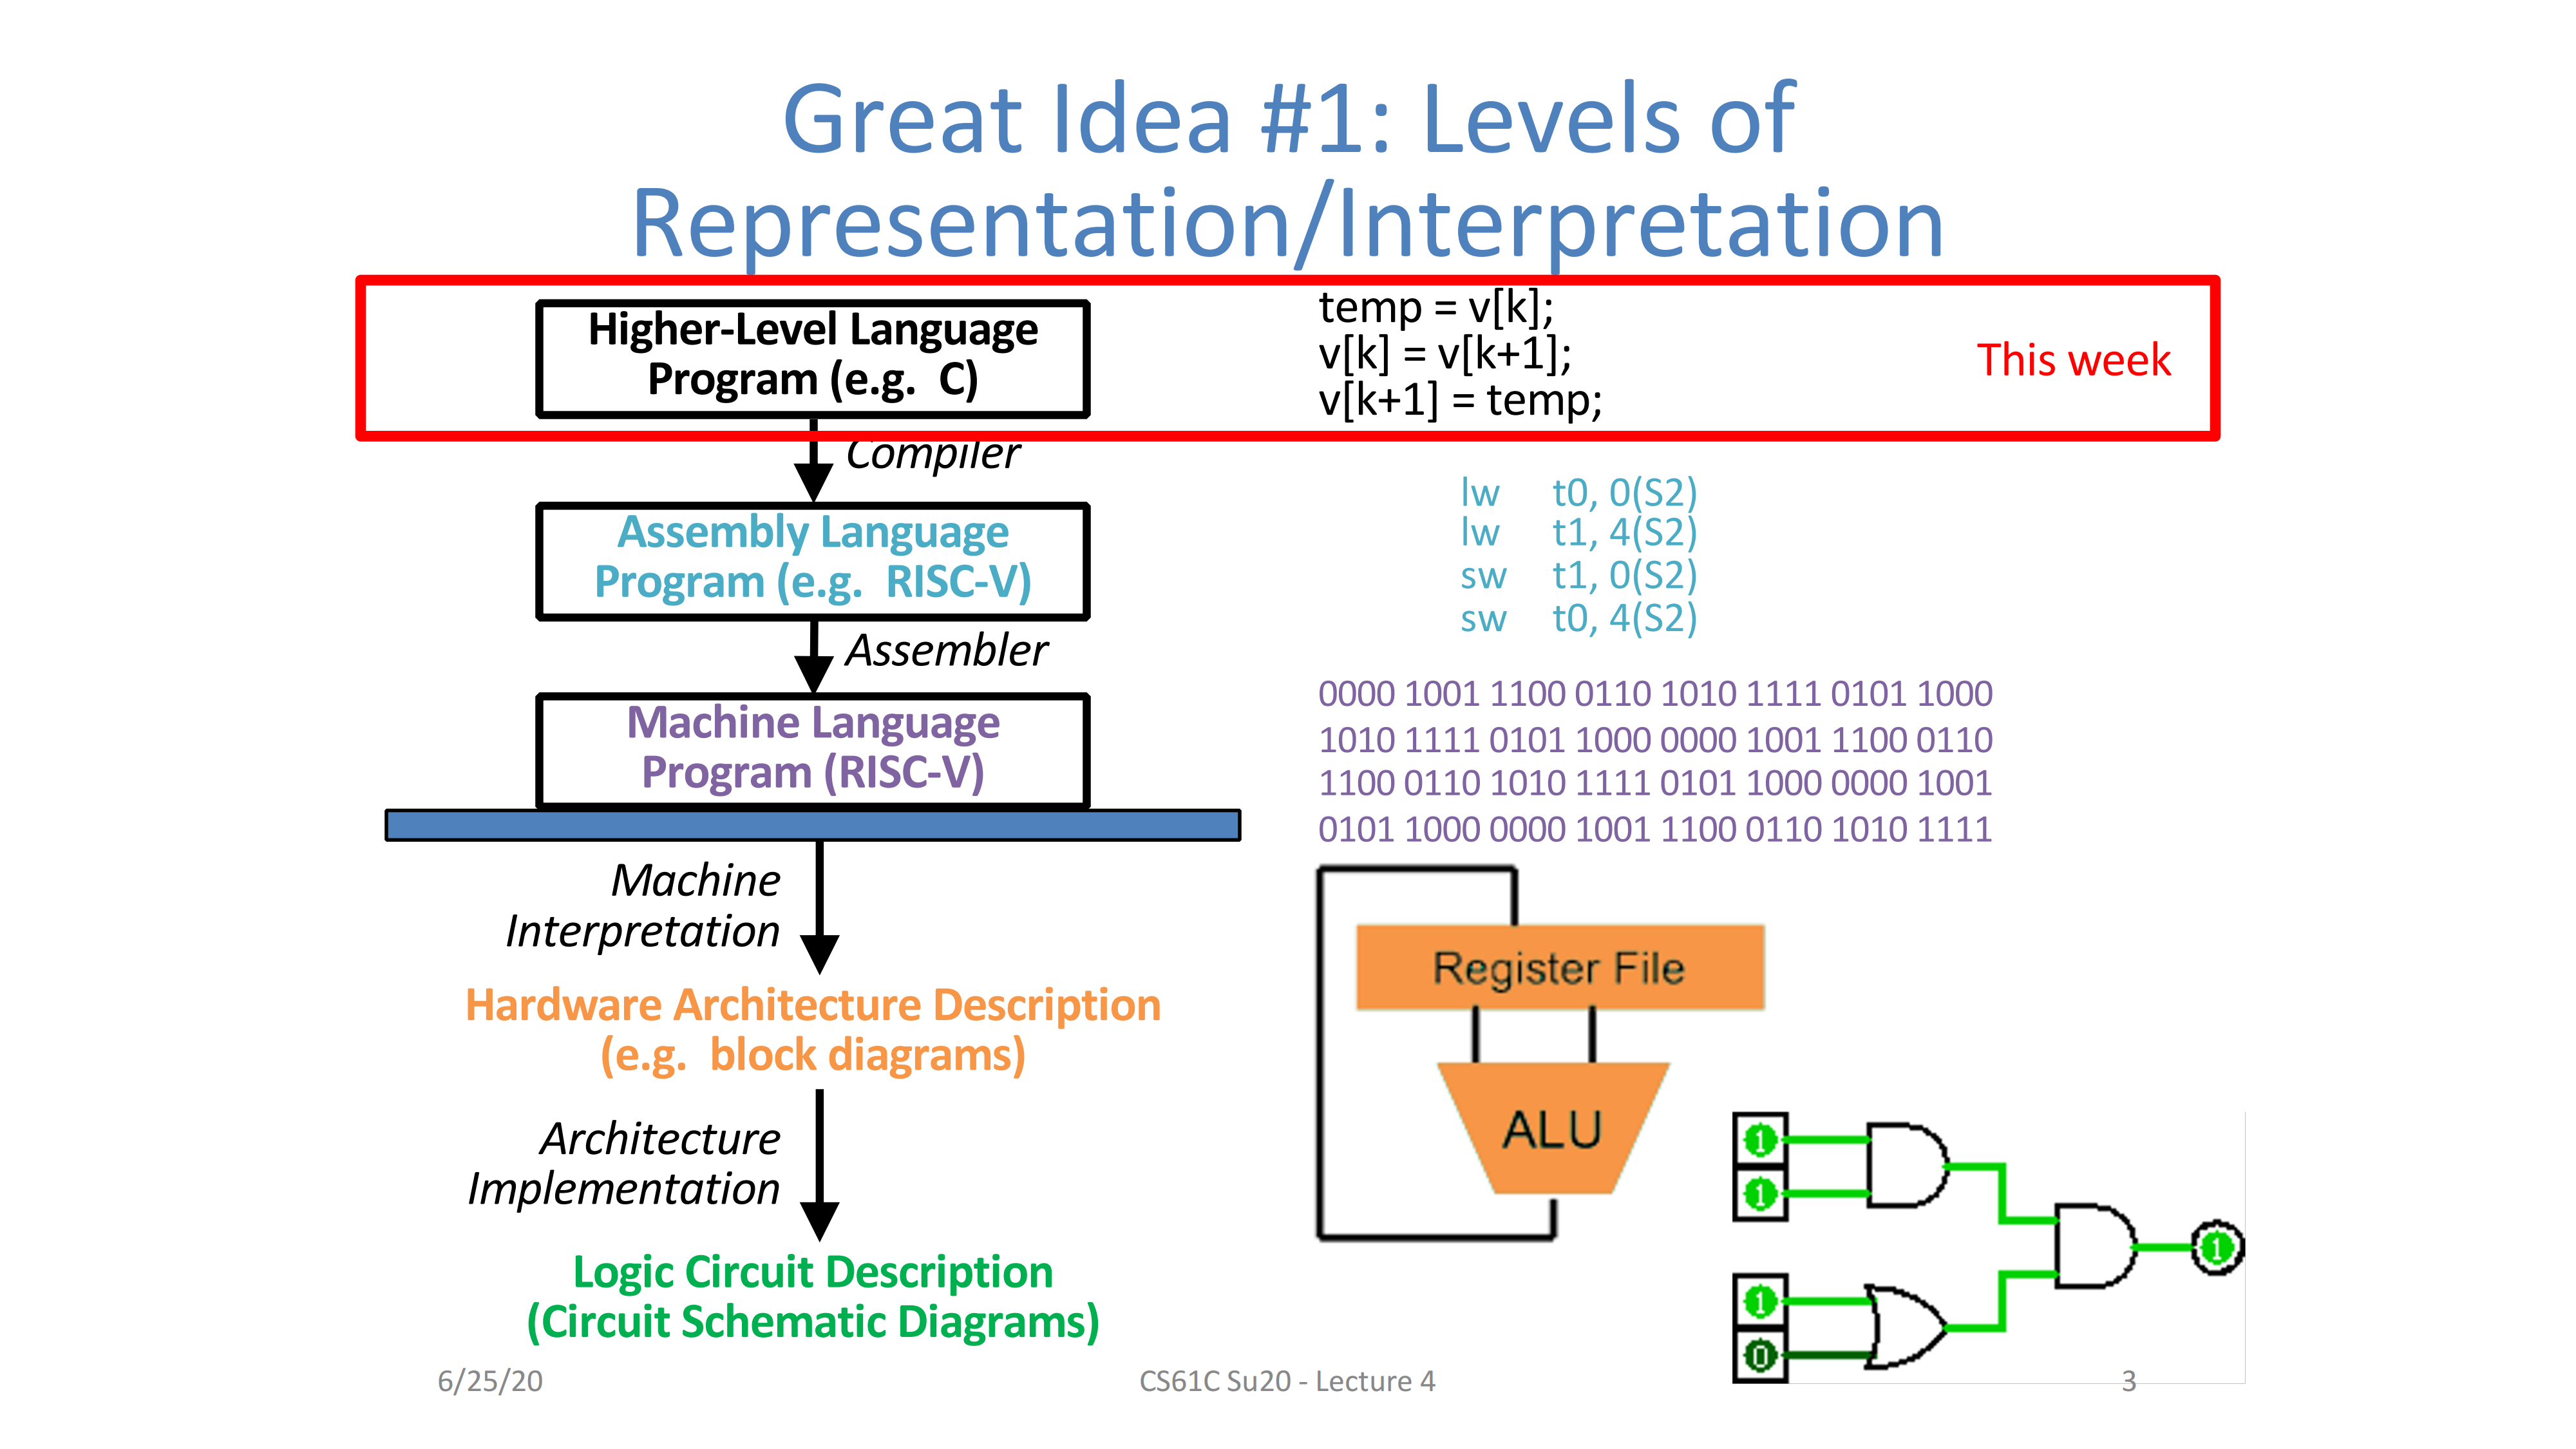 Great Idea #1: Levels of
Representation/Interpretation
Higher-Level Language
Program (e.g. C)
temp = v[k];
v[k] = v[k+1];
v[k+1] = temp;
This week
Compiler
Assembly Language
Program (e.g. RISC-V)
lw t0, 0(S2)
lw t1, 4(S2)
sw t1, 0(S2)
sw t0, 4(S2)
Assembler
Machine Language
Program (RISC-V)
0000 1001 1100 0110 1010 1111 0101 1000
1010 1111 0101 1000 0000 1001 1100 0110
1100 0110 1010 1111 0101 1000 0000 1001
0101 1000 0000 1001 1100 0110 1010 1111
Machine
Interpretation
Hardware Architecture Description
(e.g. block diagrams)
Register File
ALU
Architecture
Implementation
Logic Circuit Description
(Circuit Schematic Diagrams)
1
1
1
0
1
6/25/20
CS61C Su20 - Lecture 4
3